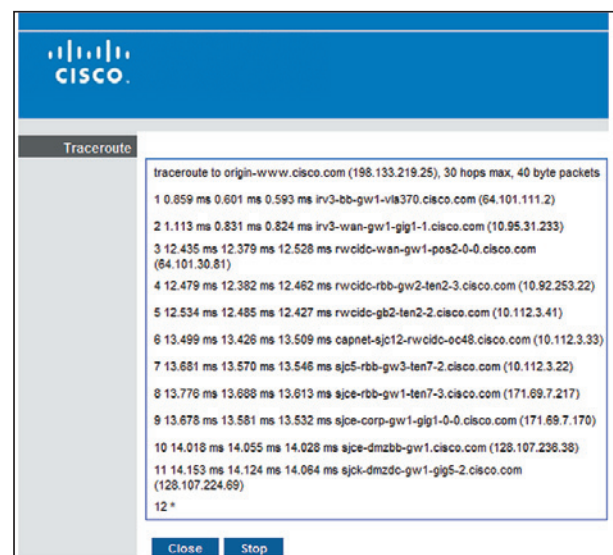 CISCO.
Traceroute
traceroute to origin-www.cisco.com (198.133.219.25), 30 hops max, 40 byte packets
1 0.859 ms 0.601 ms 0.593 ms irv3-bb-gw1-vla370.cisco.com (64.101.111.2)
2 1.113 ms 0.831 ms 0.824 ms irv3-wan-gw1-gig1-1.cisco.com (10.95.31.233)
3 12.435 ms 12.379 ms 12.528 ms rwcidc-wan-gw1-pos2-0-0.cisco.com
(64.101.30.81)
4 12.479 ms 12.382 ms 12.462 ms rwcidc-rbb-gw2-ten2-3.cisco.com (10.92.253.22)
5 12.534 ms 12.485 ms 12.427 ms rwcidc-gb2-ten2-2.cisco.com (10.112.3.41)
6 13.499 ms 13.426 ms 13.509 ms capnet-sjc12-rwcidc-oc48.cisco.com (10.112.3.33)
7 13.681 ms 13.570 ms 13.546 ms sjc5-rbb-gw3-ten7-2.cisco.com (10.112.3.22)
8 13.776 ms 13.688 ms 13.613 ms sjce-rbb-gw1-ten7-3.cisco.com (171.69.7.217)
9 13.678 ms 13.581 ms 13.532 ms sjce-corp-gw1-gig1-0-0.cisco.com (171.69.7.170)
10 14.018 ms 14.055 ms 14.028 ms sjce-dmzbb-gw1.cisco.com (128.107.236.38)
11 14.153 ms 14.124 ms 14.064 ms sjck-dmzdc-gw1-gig5-2.cisco.com
(128.107.224.69)
12 *
Close Stop